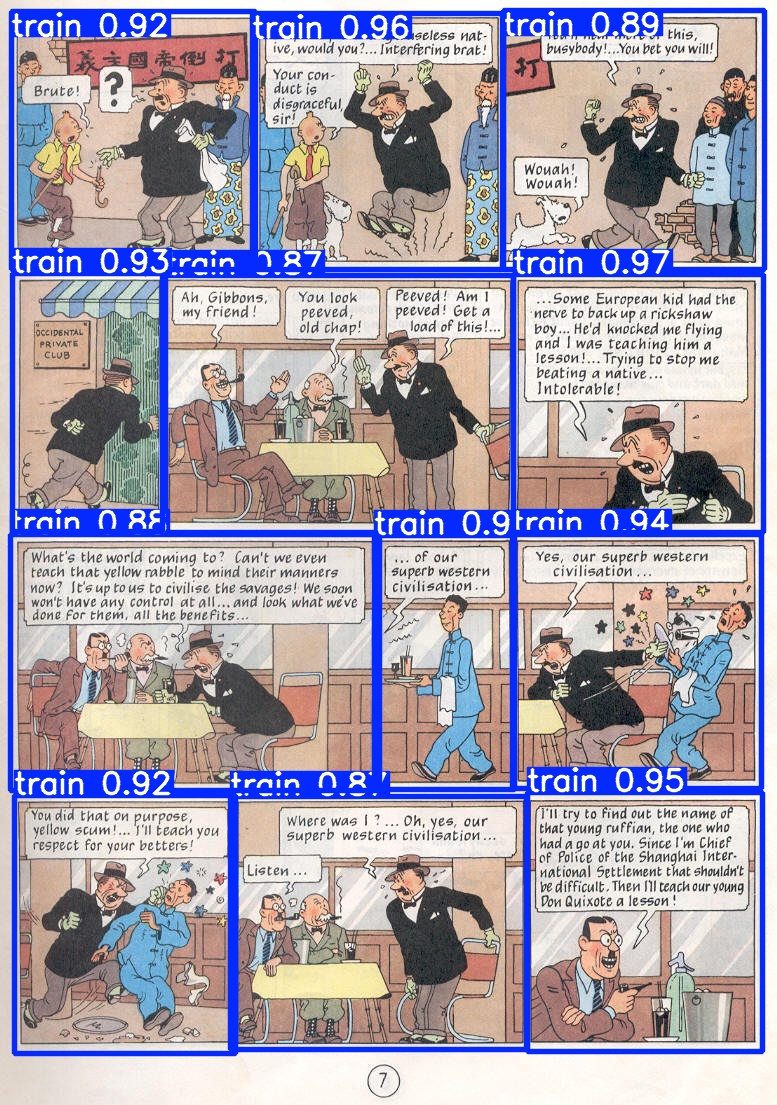 train 0.92
打倒帝國主義
Brute!
?
train 0.96
useless nat-
ive, would you?... Interfering brat!
Your con-
duct is
disgraceful,
sir!
train 0.89
of this,
busybody!...You bet you will!
打
Wouah!
Wouah!
train 0.93
OCCIDENTAL
PRIVATE
CLUB
train 0.87
Ah, Gibbons,
my friend!
You look
peeved,
old chap!
Peeved! Am I
peeved! Get a
load of this!...
train 0.97
...Some European kid had the
nerve to back up a rickshaw
boy... He'd knocked me flying
and I was teaching him a
lesson!... Trying to stop me
beating a native...
Intolerable!
train 0.88
What's the world coming to? Can't we even
teach that yellow rabble to mind their manners
now? It's up to us to civilise the savages! We soon
won't have any control at all...and look what we've
done for them, all the benefits...
train 0.9
... of our
superb western
civilisation...
train 0.94
Yes, our superb western
civilisation ...
train 0.92
You did that on purpose,
yellow scum!... I'll teach you
respect for your betters!
train 0.87
Where was I ? ... Oh, yes, our
superb western civilisation ...
Listen ...
train 0.95
I'll try to find out the name of
that young ruffian, the one who
had a go at you. Since I'm Chief
of Police of the Shanghai Inter-
national Settlement that shouldn't
be difficult. Then I'll teach our young
Don Quixote a lesson!
7